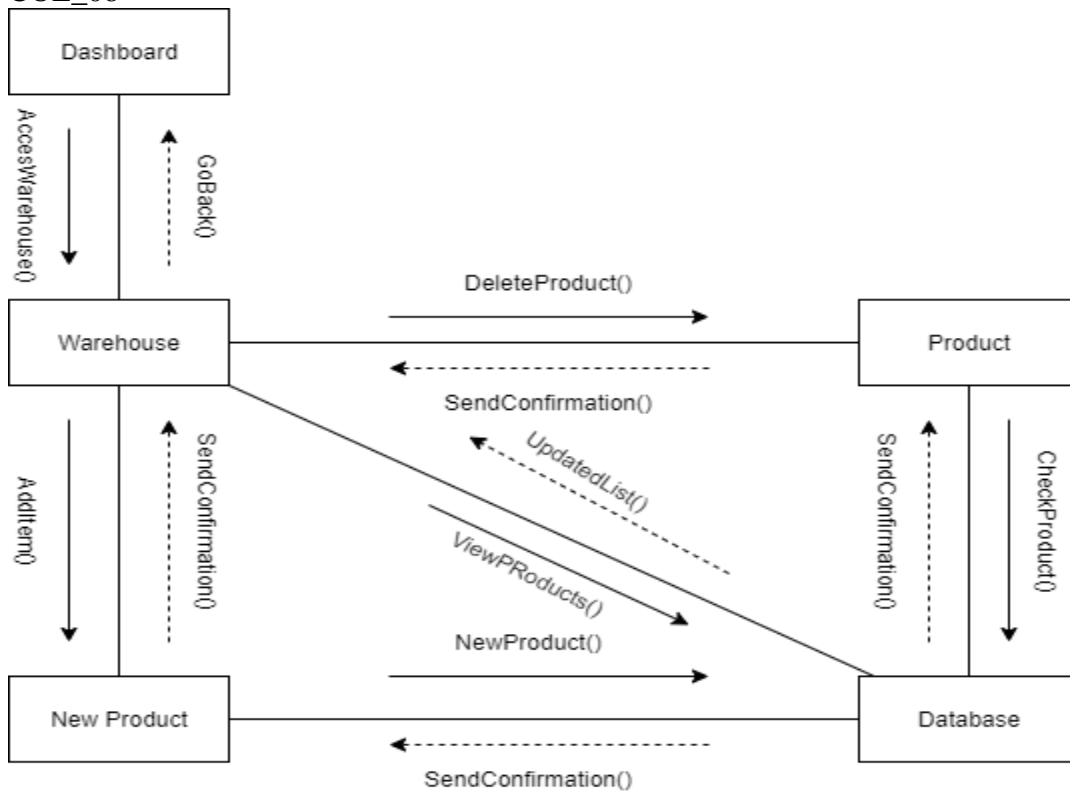 Dashboard
AccesWarehouse()
GoBack()
DeleteProduct()
Warehouse
Product
SendConfirmation()
UpdatedList()
AddItem()
SendConfirmation()
ViewPRoducts()
SendConfirmation()
CheckProduct()
NewProduct()
New Product
Database
SendConfirmation()